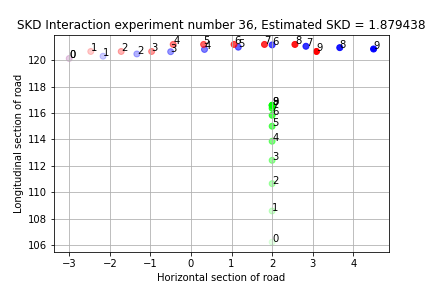 SKD Interaction experiment number 36, Estimated SKD = 1.879438
Longitudinal section of road
120
118
116
114
112
110
108
106
0 1 2 3 4 5 6 7 8 9
0 1 2 3 4 5 6 7 8 9
9
6
5
4
3
2
1
0
−3 −2 −1 0 1 2 3 4
Horizontal section of road